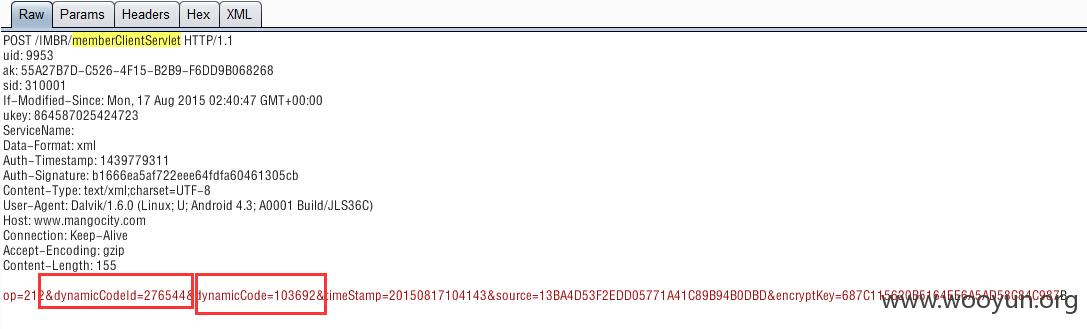 Raw Params Headers Hex XML
POST /IMBR/memberClientServlet HTTP/1.1
uid: 9953
ak: 55A27B7D-C526-4F15-B2B9-F6DD9B068268
sid: 310001
If-Modified-Since: Mon, 17 Aug 2015 02:40:47 GMT+00:00
ukey: 864587025424723
ServiceName:
Data-Format: xml
Auth-Timestamp: 1439779311
Auth-Signature: b1666ea5af722eee64fdfa60461305cb
Content-Type: text/xml;charset=UTF-8
User-Agent: Dalvik/1.6.0 (Linux; U; Android 4.3; A0001 Build/JLS36C)
Host: www.mangocity.com
Connection: Keep-Alive
Accept-Encoding: gzip
Content-Length: 155
op=212&dynamicCodeId=276544&dynamicCode=103692&timeStamp=20150817104143&source=13BA4D53F2EDD05771A41C89B94B0DBD&encryptKey=
www.wooyun.org